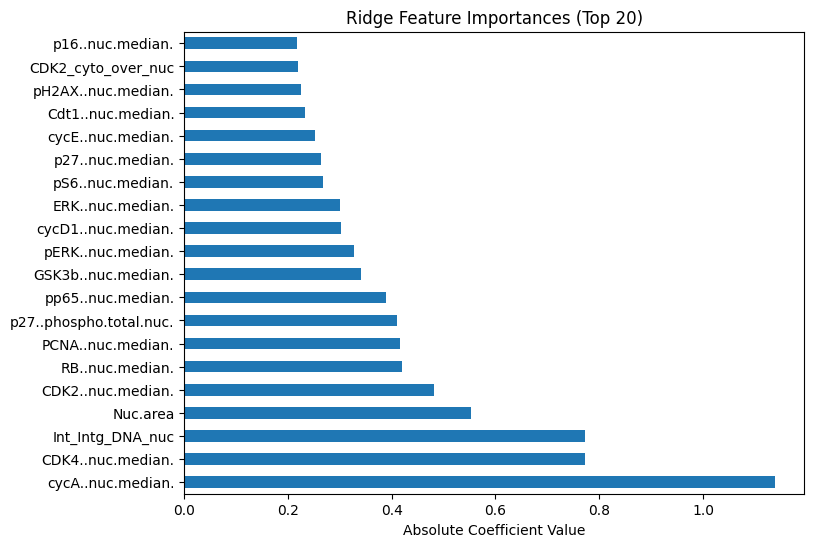 Ridge Feature Importances (Top 20)
p16..nuc.median.
CDK2_cyto_over_nuc
pH2AX..nuc.median.
Cdt1..nuc.median.
cycE..nuc.median.
p27..nuc.median.
pS6..nuc.median.
ERK..nuc.median.
cycD1..nuc.median.
pERK..nuc.median.
GSK3b..nuc.median.
pp65..nuc.median.
p27..phospho.total.nuc.
PCNA..nuc.median.
RB..nuc.median.
CDK2..nuc.median.
Nuc.area
Int_Intg_DNA_nuc
CDK4..nuc.median.
cycA..nuc.median.
0.0 0.2 0.4 0.6 0.8 1.0
Absolute Coefficient Value